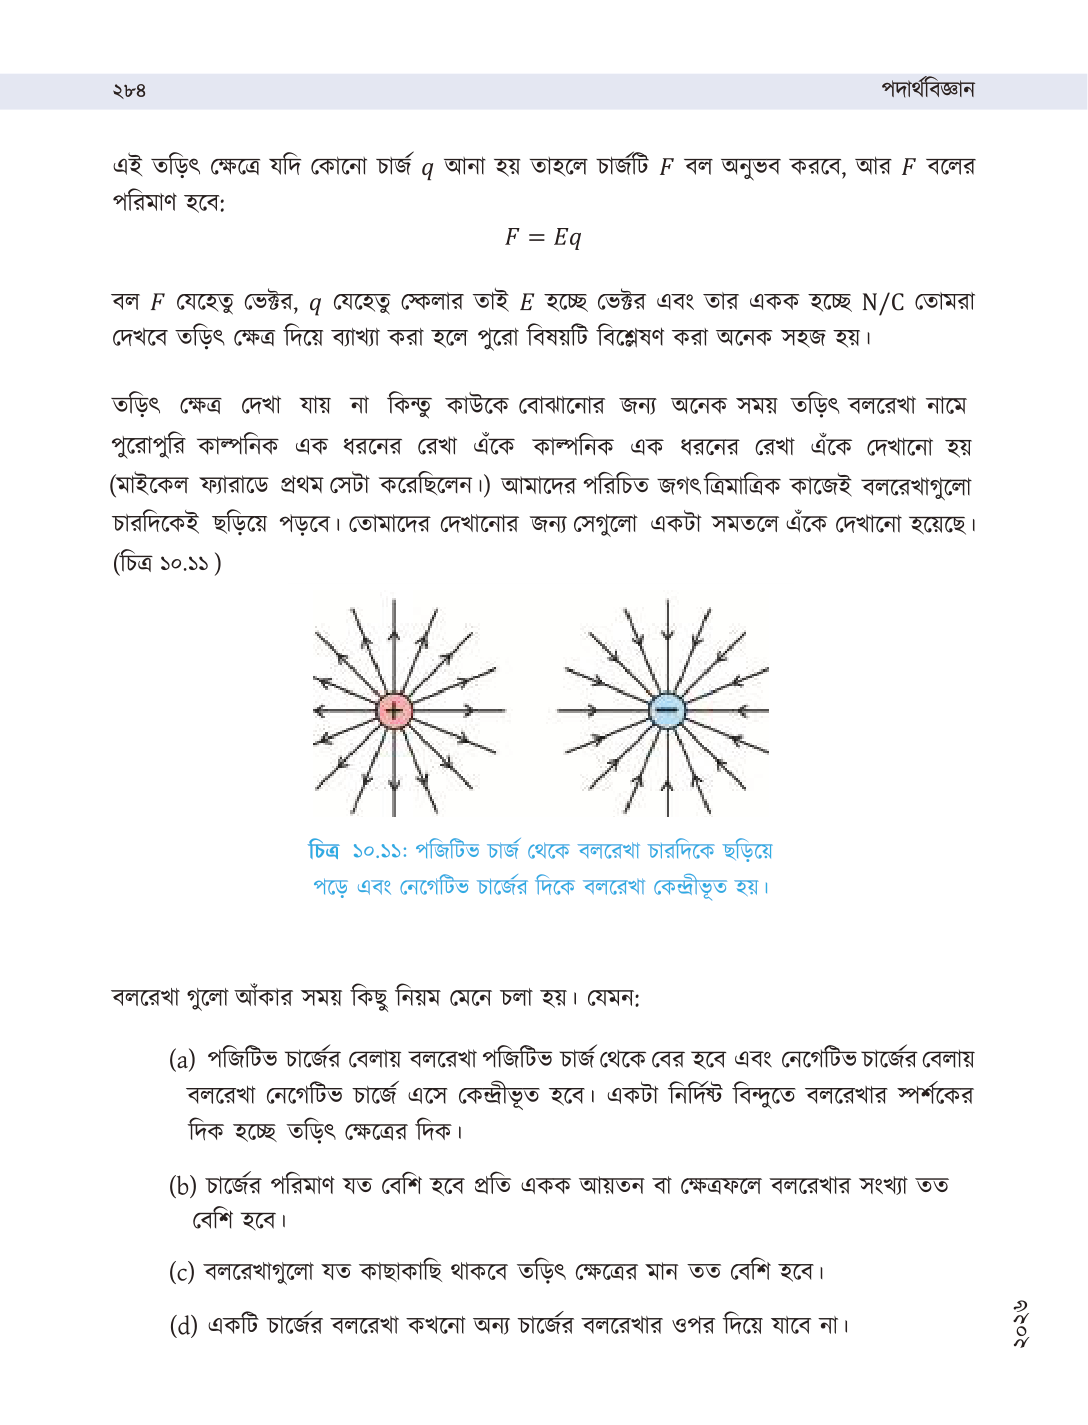 ২৮৪
পদার্থবিজ্ঞান
এই তড়িৎ ক্ষেত্রে যদি কোনো চার্জ q আনা হয় তাহলে চার্জটি F বল অনুভব করবে, আর F বলের
পরিমাণ হবে:
F = Eq
বল F যেহেতু ভেক্টর, q যেহেতু স্কেলার তাই E হচ্ছে ভেক্টর এবং তার একক হচ্ছে N/C তোমরা
দেখবে তড়িৎ ক্ষেত্র দিয়ে ব্যাখ্যা করা হলে পুরো বিষয়টি বিশ্লেষণ করা অনেক সহজ হয়।
তড়িৎ ক্ষেত্র দেখা যায় না কিন্তু কাউকে বোঝানোর জন্য অনেক সময় তড়িৎ বলরেখা নামে
পুরোপুরি কাল্পনিক এক ধরনের রেখা এঁকে কাল্পনিক এক ধরনের রেখা এঁকে দেখানো হয়
(মাইকেল ফ্যারাডে প্রথম সেটা করেছিলেন।) আমাদের পরিচিত জগৎ ত্রিমাত্রিক কাজেই বলরেখাগুলো
চারদিকেই ছড়িয়ে পড়বে। তোমাদের দেখানোর জন্য সেগুলো একটা সমতলে এঁকে দেখানো হয়েছে।
(চিত্র ১০.১১ )
+
−
চিত্র ১০.১১: পজিটিভ চার্জ থেকে বলরেখা চারদিকে ছড়িয়ে
পড়ে এবং নেগেটিভ চার্জের দিকে বলরেখা কেন্দ্রীভূত হয়।
বলরেখা গুলো আঁকার সময় কিছু নিয়ম মেনে চলা হয়। যেমন:
(a) পজিটিভ চার্জের বেলায় বলরেখা পজিটিভ চার্জ থেকে বের হবে এবং নেগেটিভ চার্জের বেলায়
বলরেখা নেগেটিভ চার্জে এসে কেন্দ্রীভূত হবে। একটা নির্দিষ্ট বিন্দুতে বলরেখার স্পর্শকের
দিক হচ্ছে তড়িৎ ক্ষেত্রের দিক।
(b) চার্জের পরিমাণ যত বেশি হবে প্রতি একক আয়তন বা ক্ষেত্রফলে বলরেখার সংখ্যা তত
বেশি হবে।
(c) বলরেখাগুলো যত কাছাকাছি থাকবে তড়িৎ ক্ষেত্রের মান তত বেশি হবে।
(d) একটি চার্জের বলরেখা কখনো অন্য চার্জের বলরেখার ওপর দিয়ে যাবে না।
২০২৬